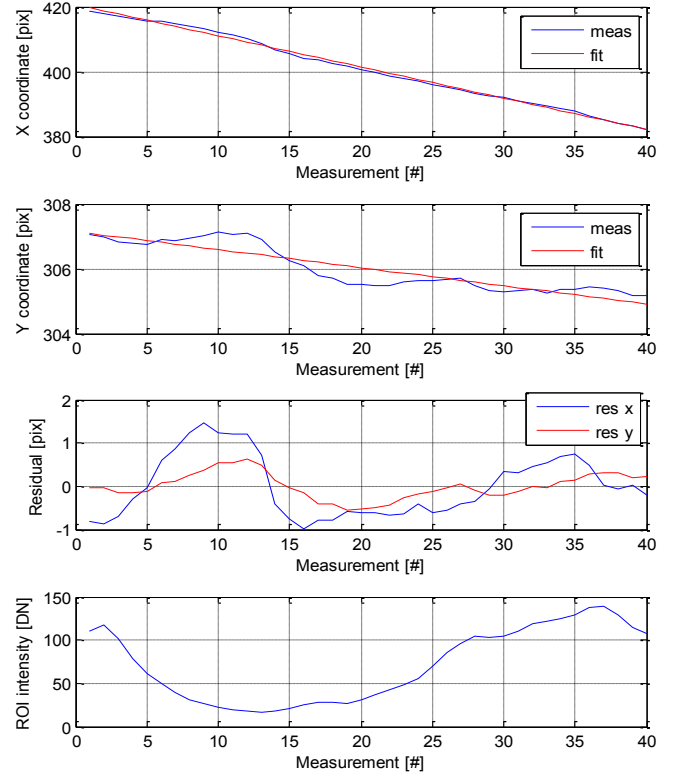 420
400
380
X coordinate [pix]
meas
fit
0 5 10 15 20 25 30 35 40
Measurement [#]
308
306
304
Y coordinate [pix]
meas
fit
0 5 10 15 20 25 30 35 40
Measurement [#]
2
1
0
-1
Residual [pix]
res x
res y
0 5 10 15 20 25 30 35 40
Measurement [#]
150
100
50
0
ROI intensity [DN]
0 5 10 15 20 25 30 35 40
Measurement [#]